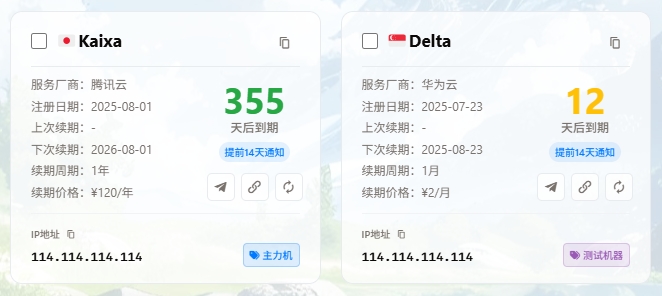 Kaixa
服务厂商：腾讯云
注册日期：2025-08-01
上次续期：-
下次续期：2026-08-01
续期周期：1年
续期价格：¥120/年
355
天后到期
提前14天通知
IP地址
114.114.114.114
主力机
Delta
服务厂商：华为云
注册日期：2025-07-23
上次续期：-
下次续期：2025-08-23
续期周期：1月
续期价格：¥2/月
12
天后到期
提前14天通知
IP地址
114.114.114.114
测试机器